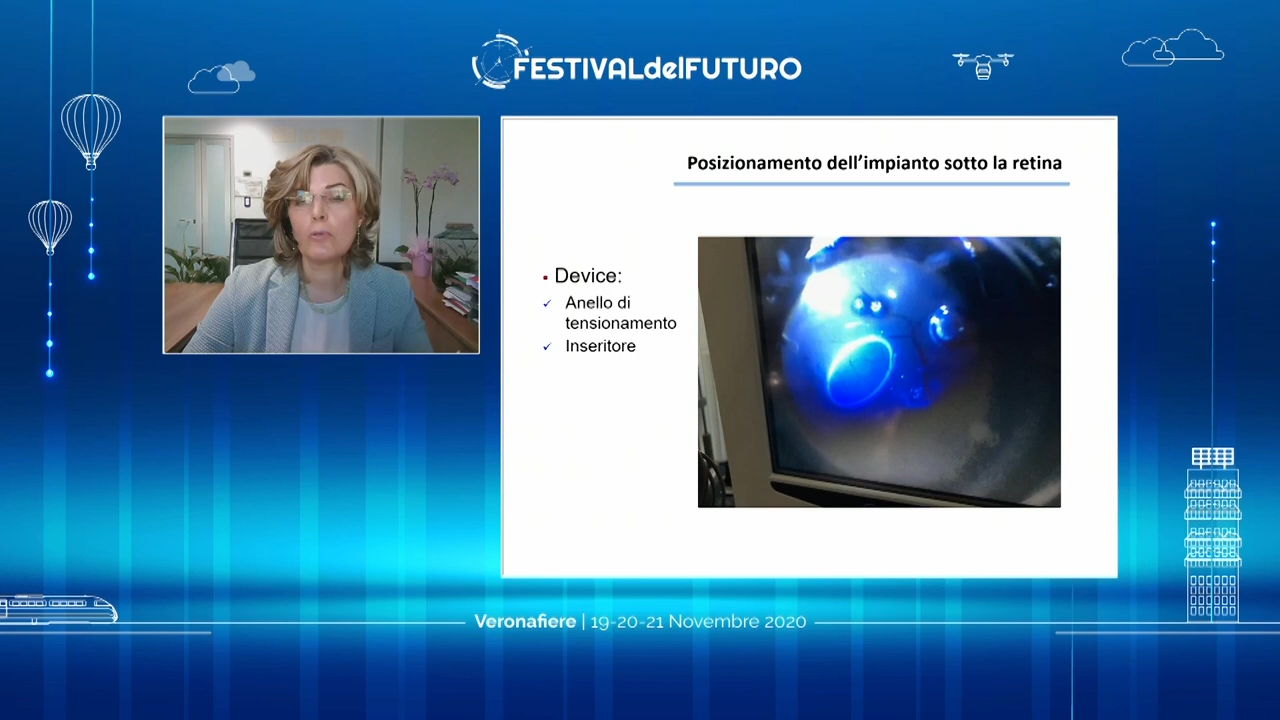 FESTIVALdelFUTURO
Posizionamento dell’impianto sotto la retina
Device:
Anello di
tensionamento
Inseritore
Veronafiere | 19-20-21 Novembre 2020